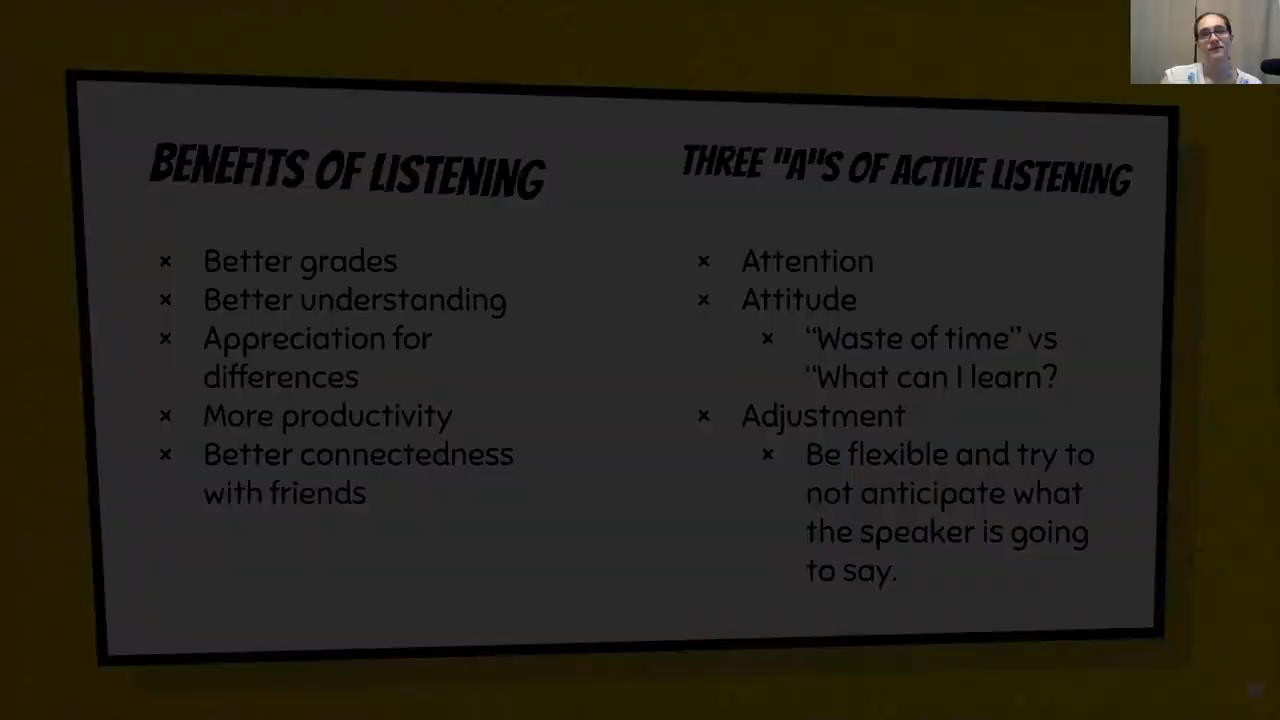 BENEFITS OF LISTENING
× Better grades
× Better understanding
× Appreciation for
differences
× More productivity
× Better connectedness
with friends
THREE "A"S OF ACTIVE LISTENING
× Attention
× Attitude
× “Waste of time” vs
“What can I learn?
× Adjustment
× Be flexible and try to
not anticipate what
the speaker is going
to say.